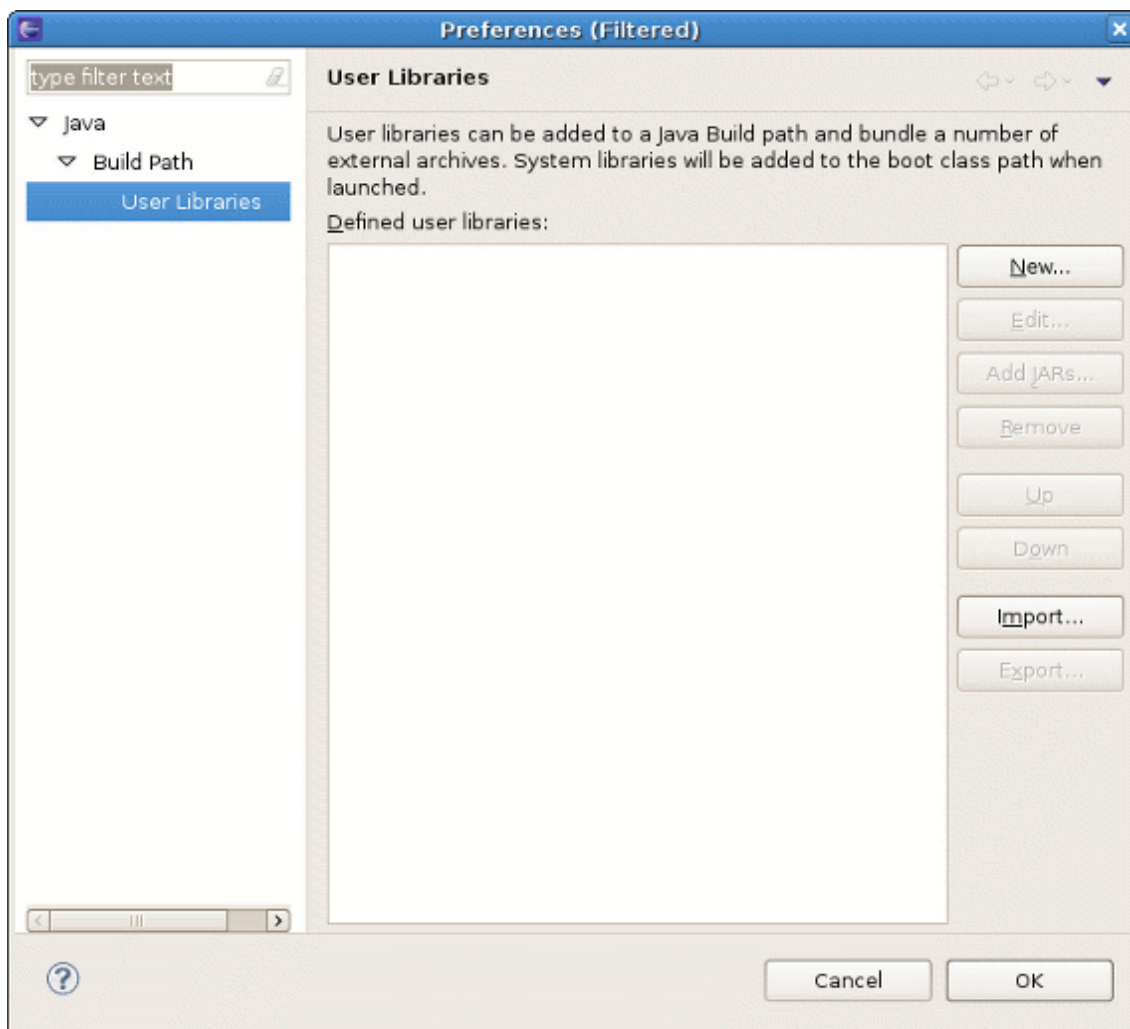 Preferences (Filtered)
type filter text
Java
Build Path
User Libraries
User Libraries
User libraries can be added to a Java Build path and bundle a number of
external archives. System libraries will be added to the boot class path when
launched.
Defined user libraries:
New...
Edit...
Add JARs...
Remove
Up
Down
Import...
Export...
Cancel
OK